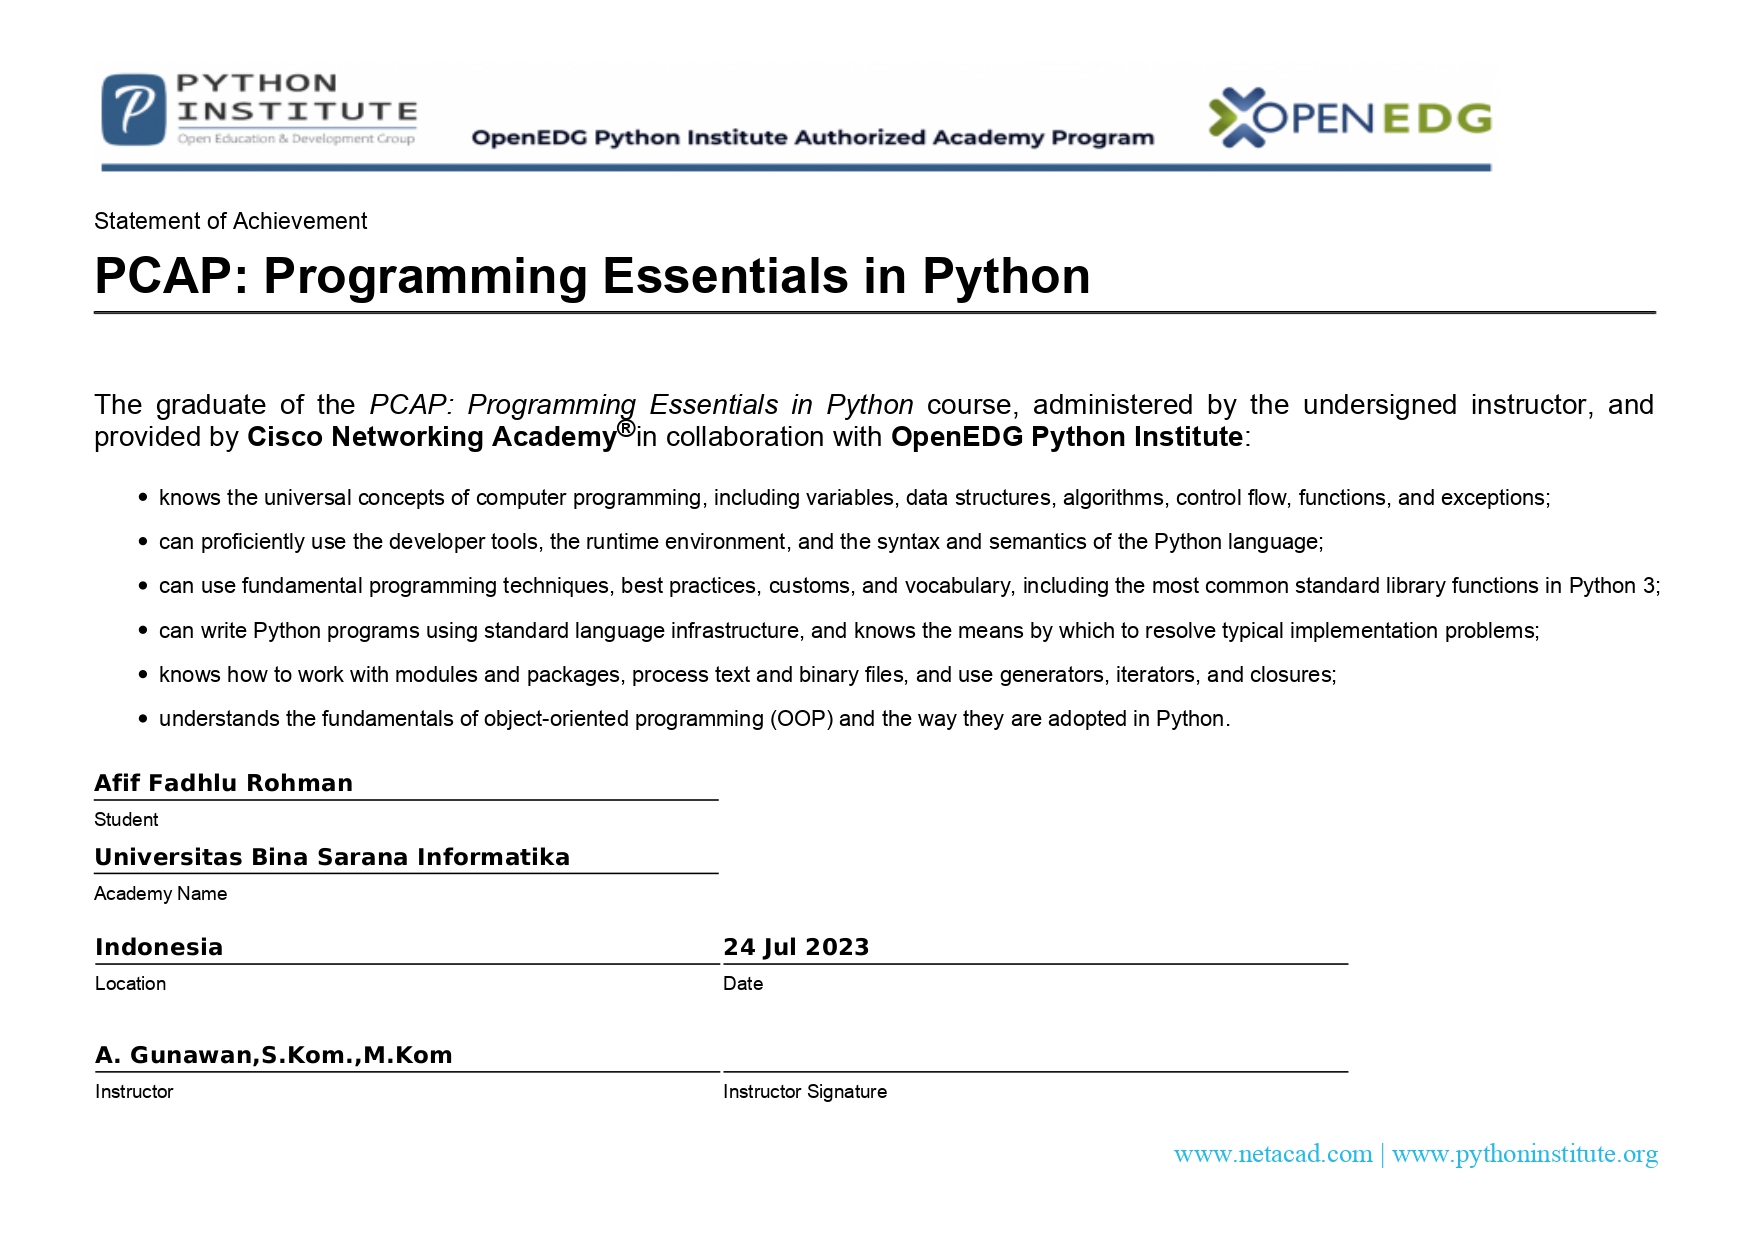 PYTHON
INSTITUTE
Open Education & Development Group
OpenEDG Python Institute Authorized Academy Program
OPENEDG
Statement of Achievement
PCAP: Programming Essentials in Python
The graduate of the PCAP: Programming Essentials in Python course, administered by the undersigned instructor, and
provided by Cisco Networking Academy®in collaboration with OpenEDG Python Institute:
• knows the universal concepts of computer programming, including variables, data structures, algorithms, control flow, functions, and exceptions;
• can proficiently use the developer tools, the runtime environment, and the syntax and semantics of the Python language;
• can use fundamental programming techniques, best practices, customs, and vocabulary, including the most common standard library functions in Python 3;
• can write Python programs using standard language infrastructure, and knows the means by which to resolve typical implementation problems;
• knows how to work with modules and packages, process text and binary files, and use generators, iterators, and closures;
• understands the fundamentals of object-oriented programming (OOP) and the way they are adopted in Python.
Afif Fadhlu Rohman
Student
Universitas Bina Sarana Informatika
Academy Name
Indonesia
24 Jul 2023
Location
Date
A. Gunawan,S.Kom.,M.Kom
Instructor
Instructor Signature
www.netacad.com | www.pythoninstitute.org